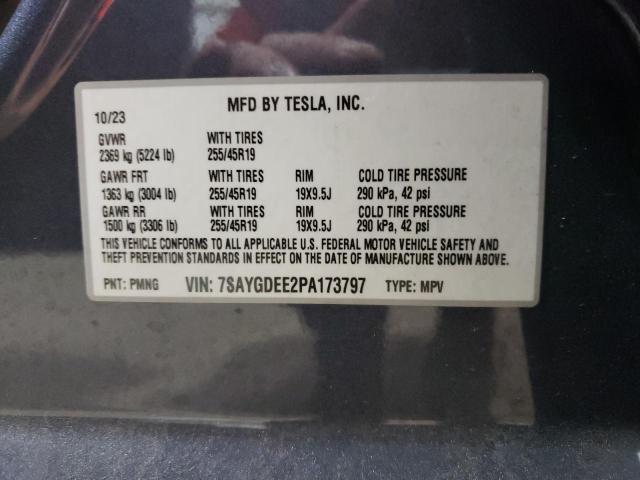 MFD BY TESLA, INC.
10/23
GVWR WITH TIRES
2369 kg (5224 lb) 255/45R19
GAWR FRT WITH TIRES RIM COLD TIRE PRESSURE
1363 kg (3004 lb) 255/45R19 19X9.5J 290 kPa, 42 psi
GAWR RR WITH TIRES RIM COLD TIRE PRESSURE
1500 kg (3306 lb) 255/45R19 19X9.5J 290 kPa, 42 psi
THIS VEHICLE CONFORMS TO ALL APPLICABLE U.S. FEDERAL MOTOR VEHICLE SAFETY AND
THEFT PREVENTION STANDARDS IN EFFECT ON THE DATE OF MANUFACTURE SHOWN ABOVE.
PNT: PMNG VIN: 7SAYGDEE2PA173797 TYPE: MPV